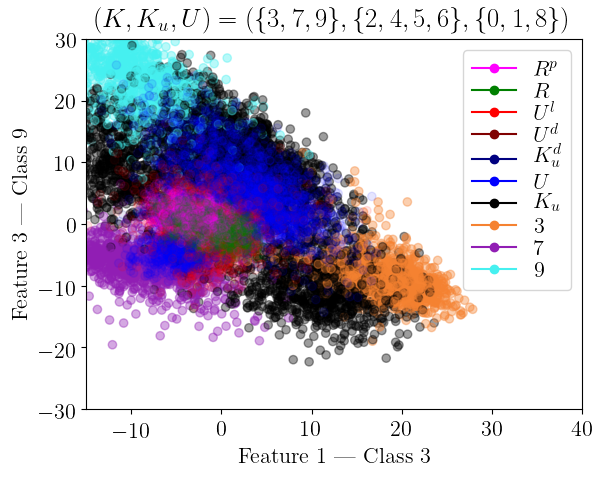 (K, K_u, U) = ({3, 7, 9}, {2, 4, 5, 6}, {0, 1, 8})
R^p
R
U^l
U^d
K_u^d
U
K_u
3
7
9
30
20
10
0
−10
−20
−30
−10
0
10
20
30
40
Feature 3 — Class 9
Feature 1 — Class 3